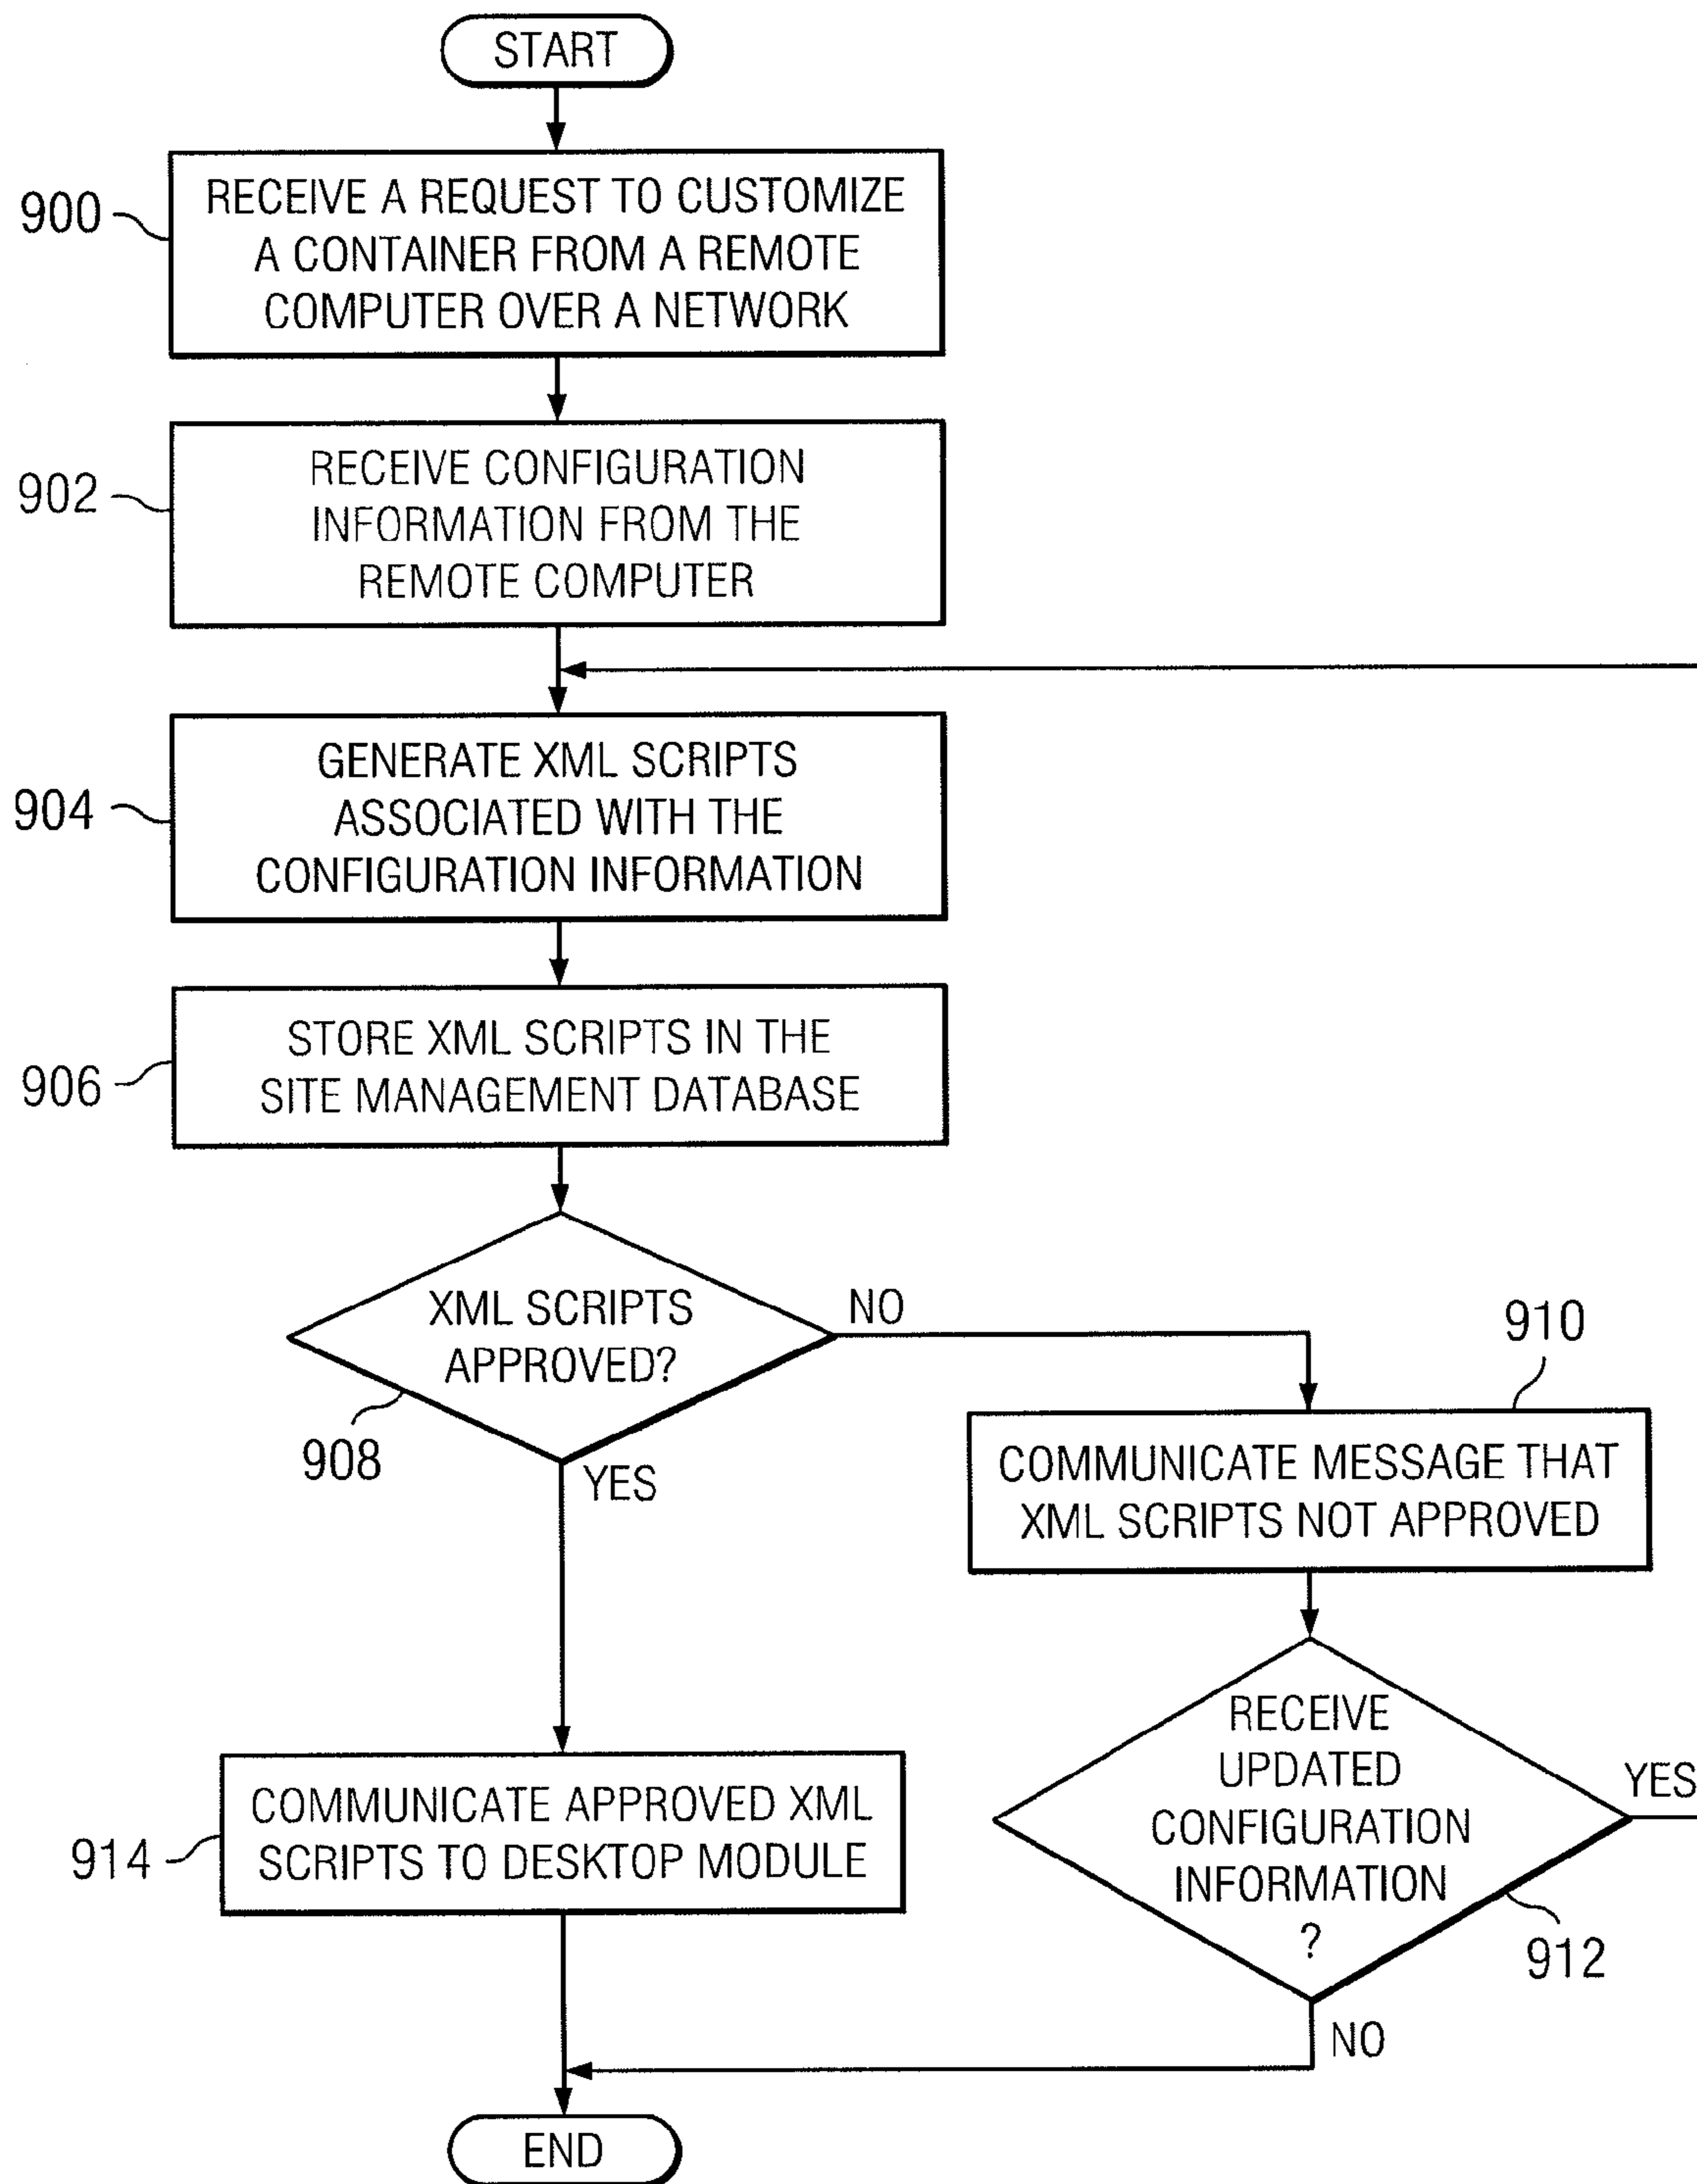 START
900
RECEIVE A REQUEST TO CUSTOMIZE
A CONTAINER FROM A REMOTE
COMPUTER OVER A NETWORK
902
RECEIVE CONFIGURATION
INFORMATION FROM THE
REMOTE COMPUTER
904
GENERATE XML SCRIPTS
ASSOCIATED WITH THE
CONFIGURATION INFORMATION
906
STORE XML SCRIPTS IN THE
SITE MANAGEMENT DATABASE
XML SCRIPTS
APPROVED?
908
NO
YES
910
COMMUNICATE MESSAGE THAT
XML SCRIPTS NOT APPROVED
RECEIVE
UPDATED
CONFIGURATION
INFORMATION
?
912
YES
NO
914
COMMUNICATE APPROVED XML
SCRIPTS TO DESKTOP MODULE
END